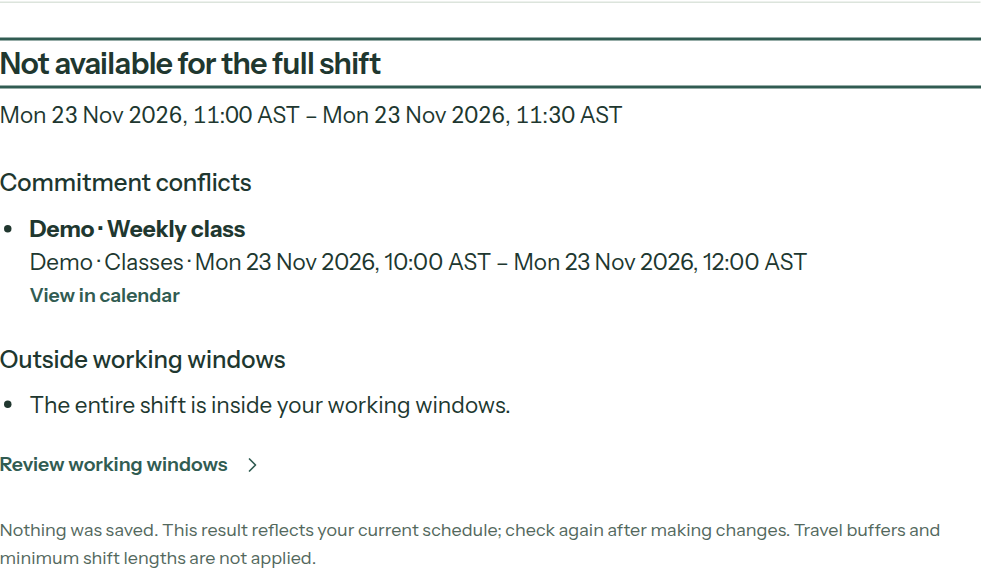 Not available for the full shift
Mon 23 Nov 2026, 11:00 AST – Mon 23 Nov 2026, 11:30 AST
Commitment conflicts
• Demo · Weekly class
Demo · Classes · Mon 23 Nov 2026, 10:00 AST – Mon 23 Nov 2026, 12:00 AST
View in calendar
Outside working windows
• The entire shift is inside your working windows.
Review working windows
Nothing was saved. This result reflects your current schedule; check again after making changes. Travel buffers and
minimum shift lengths are not applied.